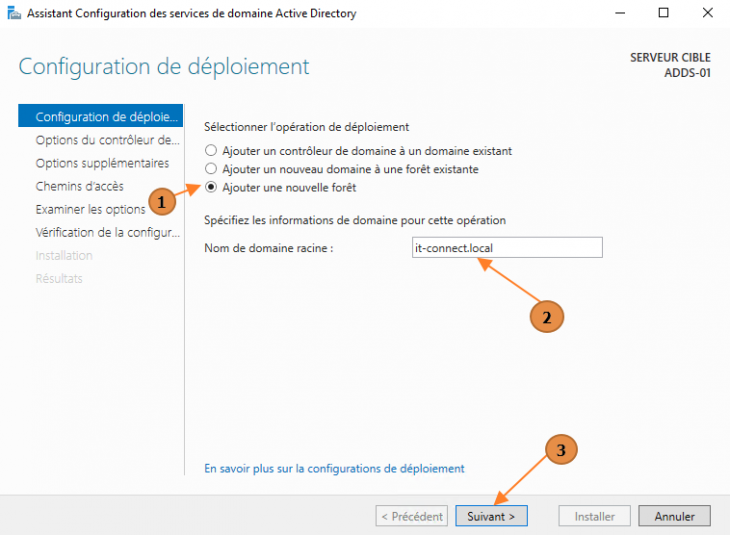 Assistant Configuration des services de domaine Active Directory
Configuration de déploiement
SERVEUR CIBLE
ADDS-01
Configuration de déploie...
Options du contrôleur de...
Options supplémentaires
Chemins d'accès
Examiner les options
Vérification de la configur...
Installation
Résultats
Sélectionner l'opération de déploiement
Ajouter un contrôleur de domaine à un domaine existant
Ajouter un nouveau domaine à une forêt existante
1
Ajouter une nouvelle forêt
Spécifiez les informations de domaine pour cette opération
Nom de domaine racine :
it-connect.local
2
3
En savoir plus sur la configurations de déploiement
< Précédent
Suivant >
Installer
Annuler